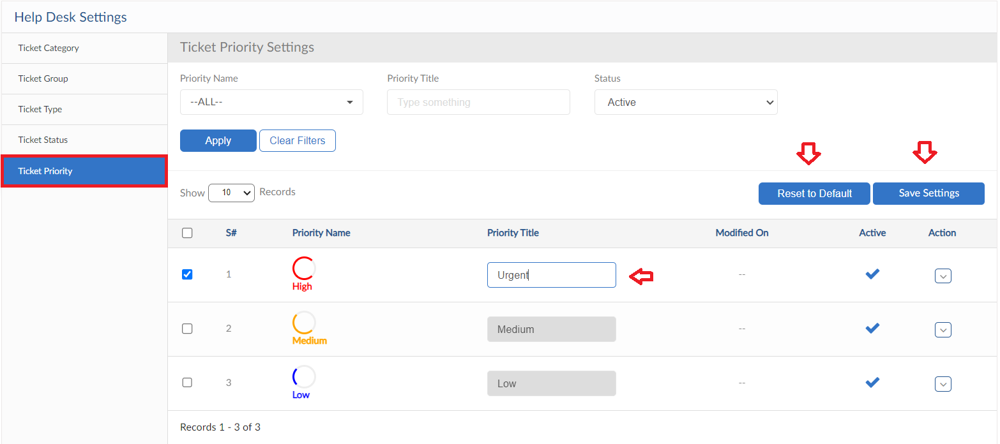 Help Desk Settings
Ticket Category
Ticket Group
Ticket Type
Ticket Status
Ticket Priority
Ticket Priority Settings
Priority Name Priority Title Status
--ALL-- Type something Active
Apply Clear Filters
Show 10 Records Reset to Default Save Settings
S# Priority Name Priority Title Modified On Active Action
1 High Urgent --
2 Medium Medium --
3 Low Low --
Records 1 - 3 of 3